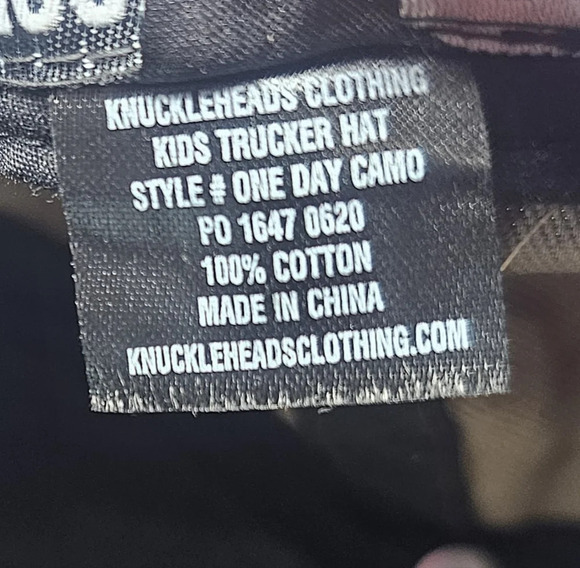 KNUCKLEHEADS CLOTHING
KIDS TRUCKER HAT
STYLE # ONE DAY CAMO
PO 1647 0620
100% COTTON
MADE IN CHINA
KNUCKLEHEADSCLOTHING.COM